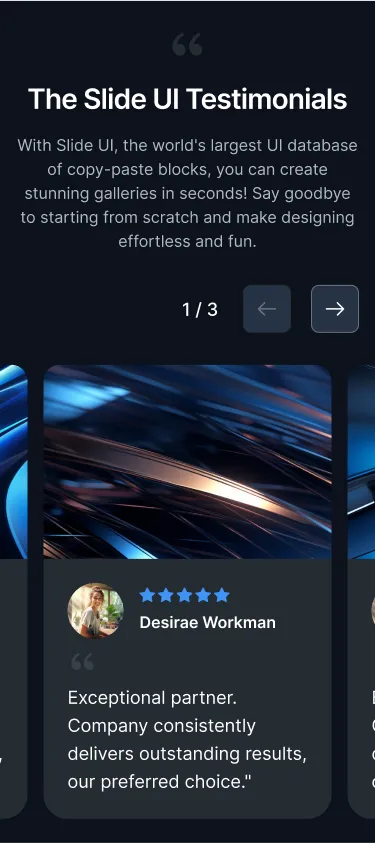 “
The Slide UI Testimonials
With Slide UI, the world's largest UI database
of copy-paste blocks, you can create
stunning galleries in seconds! Say goodbye
to starting from scratch and make designing
effortless and fun.
1 / 3
Desirae Workman
“
Exceptional partner.
Company consistently
delivers outstanding results,
our preferred choice."